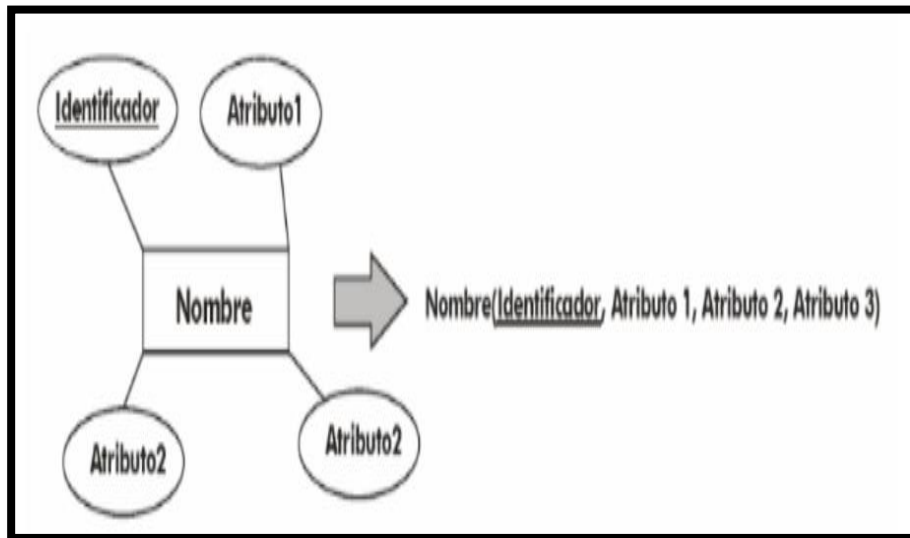 Identificador
Atributo1
Nombre
Nombre(Identificador, Atributo 1, Atributo 2, Atributo 3)
Atributo2
Atributo2